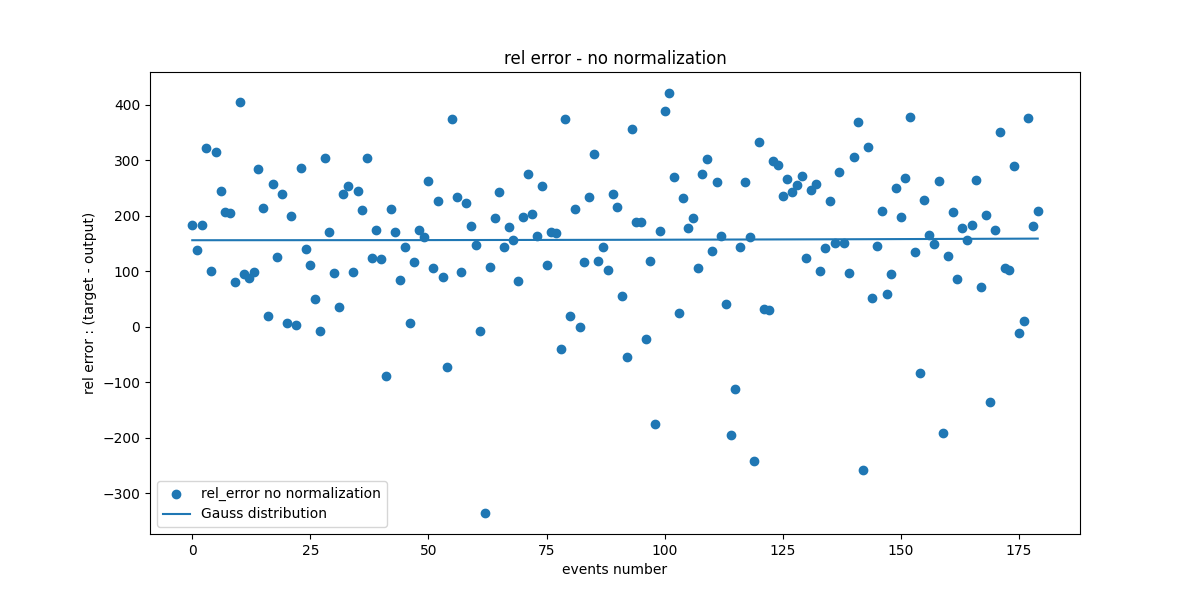 rel error - no normalization
rel error : (target - output)
400
300
200
100
0
−100
−200
−300
rel_error no normalization
Gauss distribution
0 25 50 75 100 125 150 175
events number